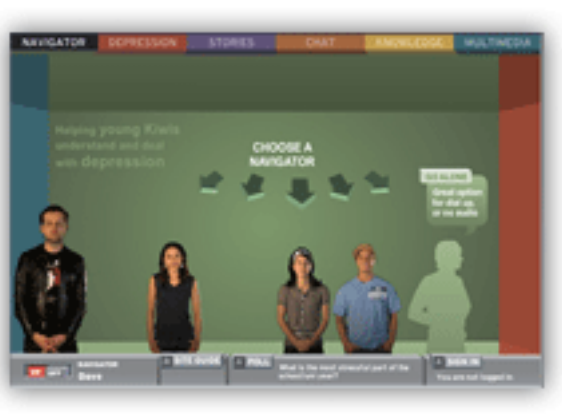 NAVIGATOR DEPRESSION STORIES CHAT KNOWLEDGE MULTIMEDIA
Helping young Kiwis
understand and deal
with depression
CHOOSE A
NAVIGATOR
GO ALONE
Great option
for dial up,
or no audio
NAVIGATOR
Dave
SITE GUIDE
POLL
What is the most stressful part of the
school/uni year?
SIGN IN
You are not logged in